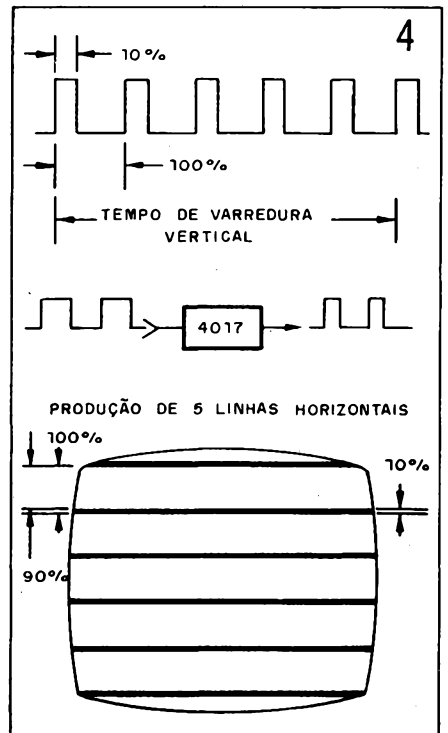 4
10%
100%
TEMPO DE VARREDURA
VERTICAL
4017
PRODUÇÃO DE 5 LINHAS HORIZONTAIS
100%
10%
90%